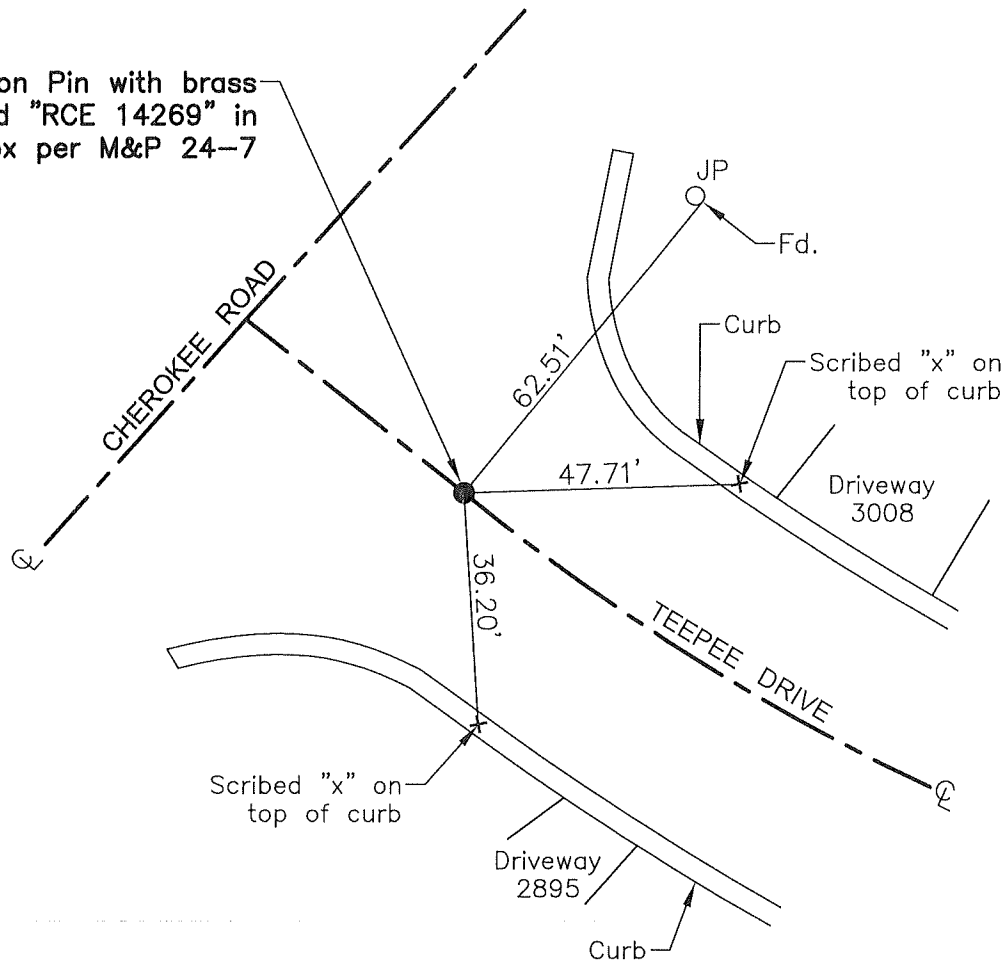 on Pin with brass
d "RCE 14269" in
ox per M&P 24-7
JP
Fd.
CHEROKEE ROAD
Curb
62.51'
Scribed "x" on
top of curb
47.71'
Driveway
3008
℄
36.20'
TEEPEE DRIVE
℄
Scribed "x" on
top of curb
Driveway
2895
Curb